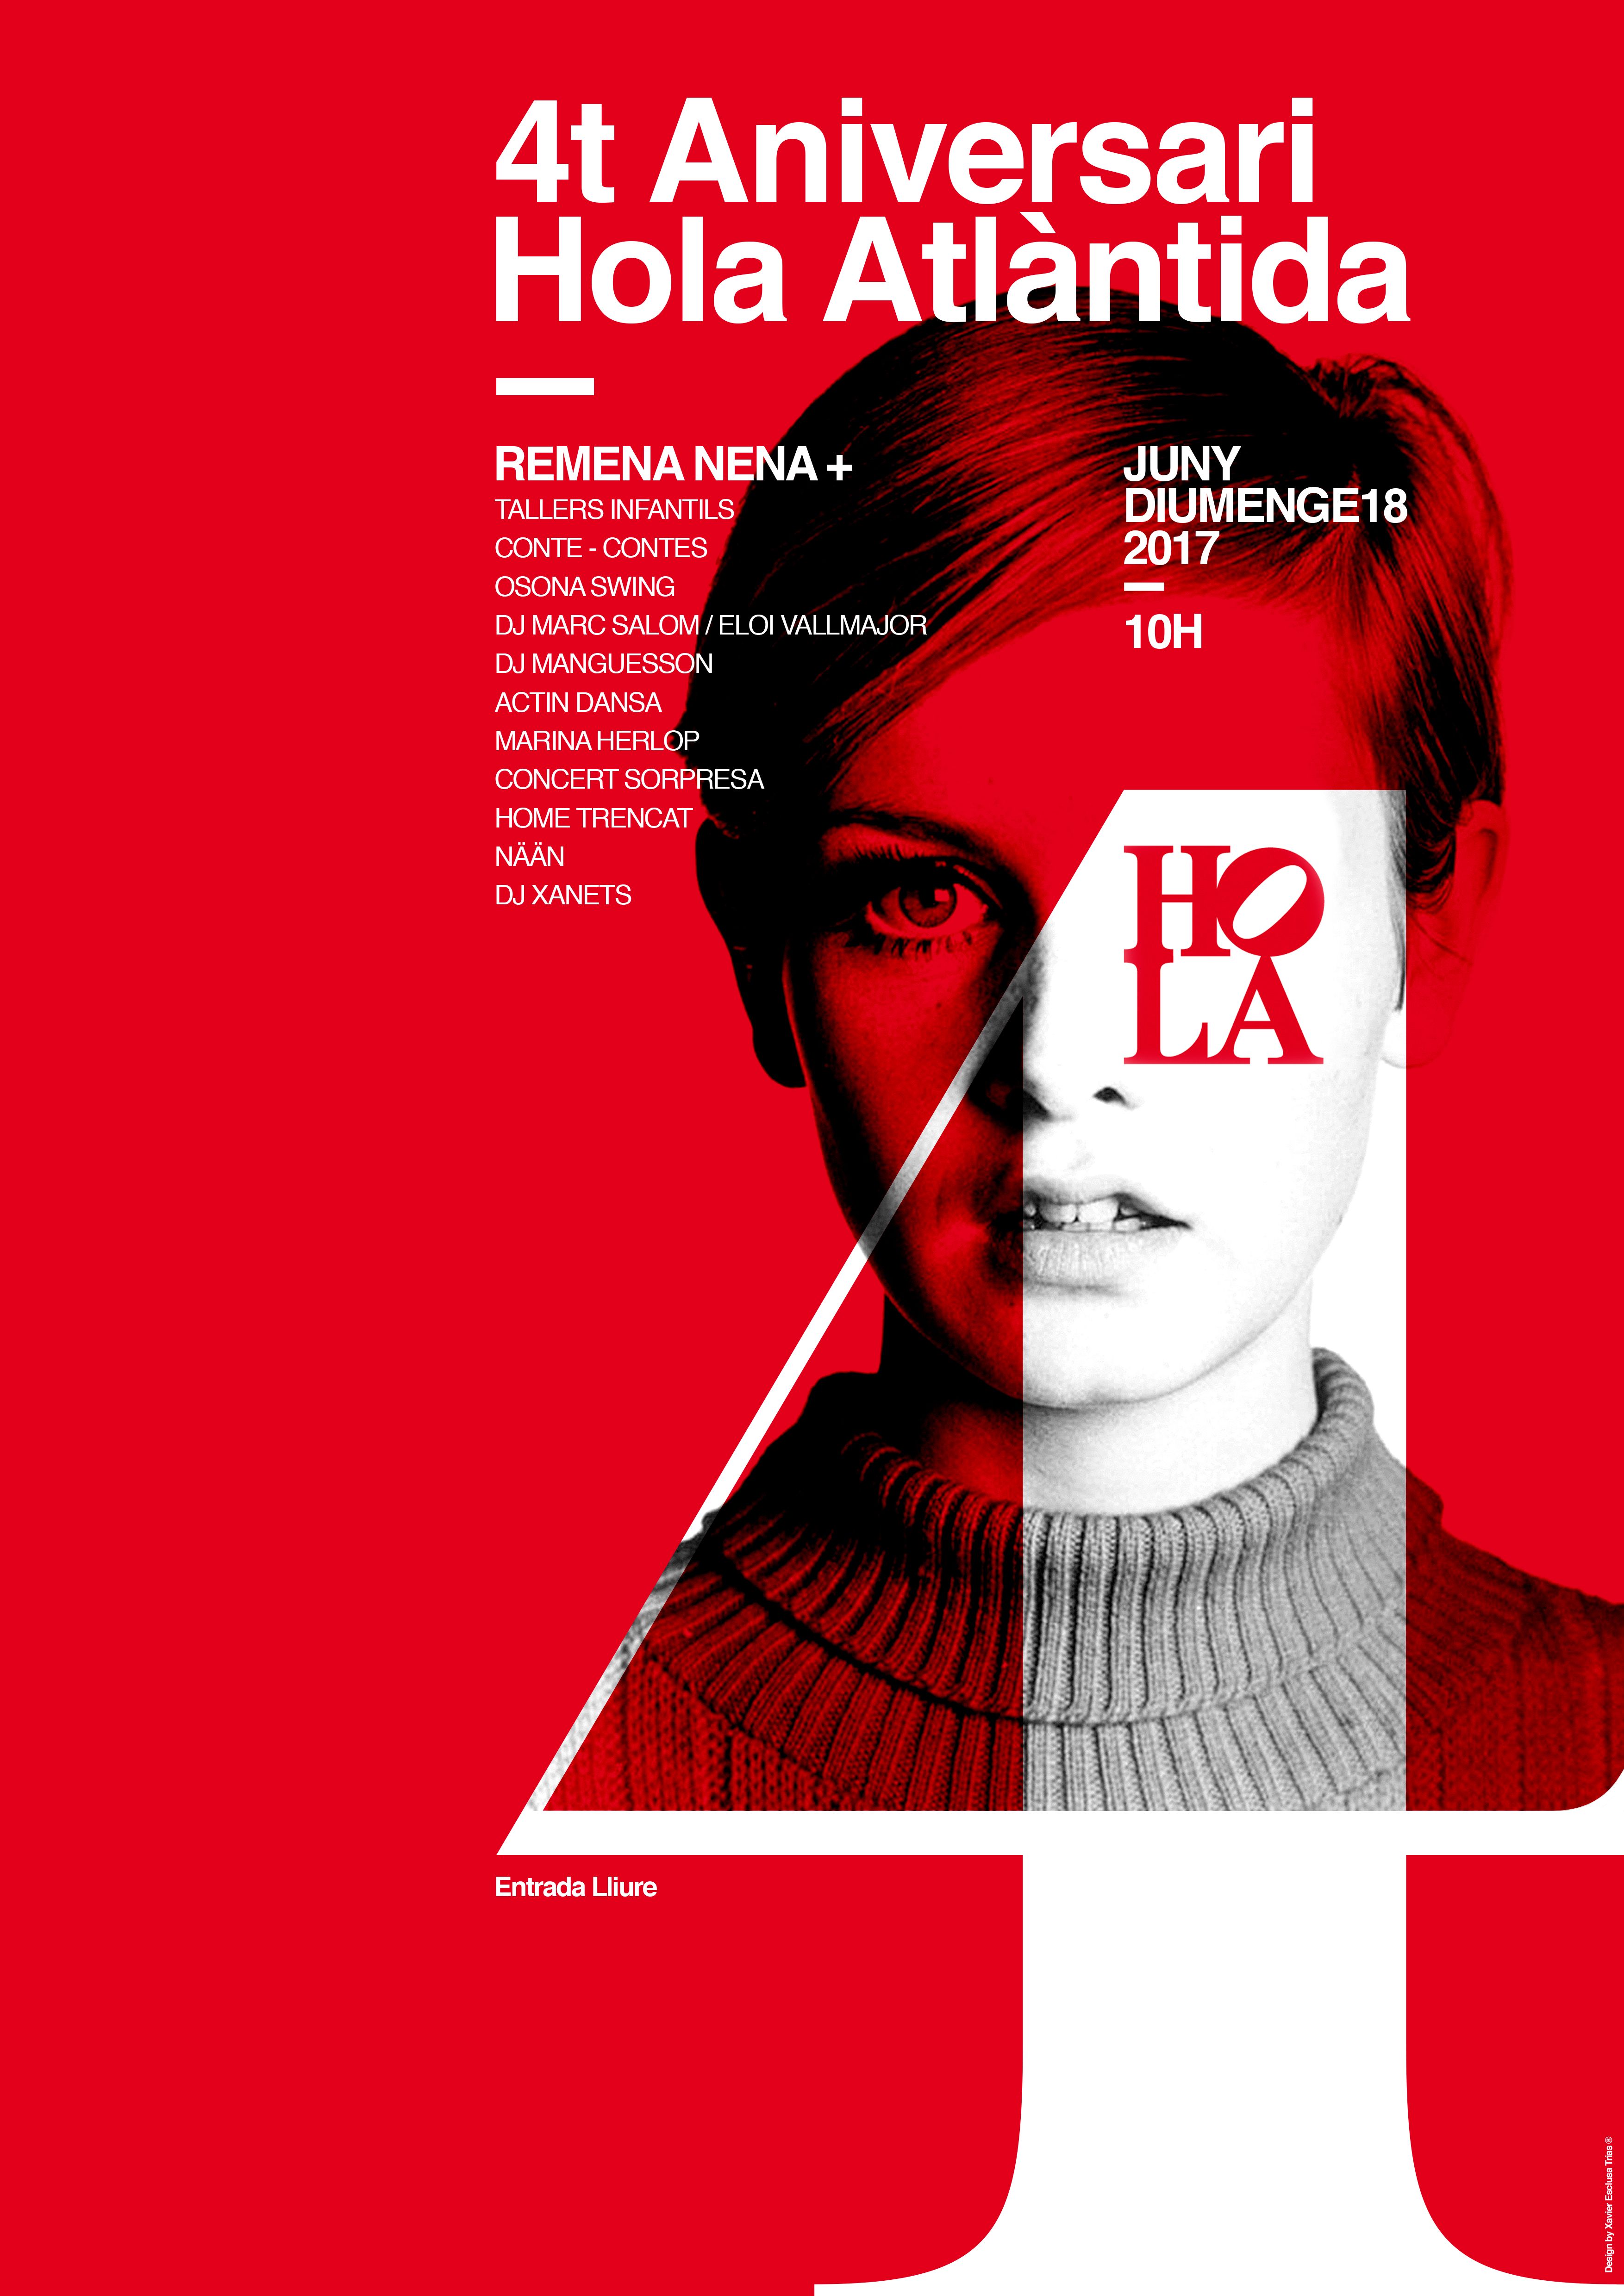 4t Aniversari
Hola Atlàntida
REMENA NENA +
TALLERS INFANTILS
CONTE - CONTES
OSONA SWING
DJ MARC SALOM / ELOI VALLMAJOR
DJ MANGUESSON
ACTIN DANSA
MARINA HERLOP
CONCERT SORPRESA
HOME TRENCAT
NÄÄN
DJ XANETS
JUNY
DIUMENGE18
2017
10H
HO
LA
4
Entrada Lliure
Design by Xavier Esclusa Trias ®